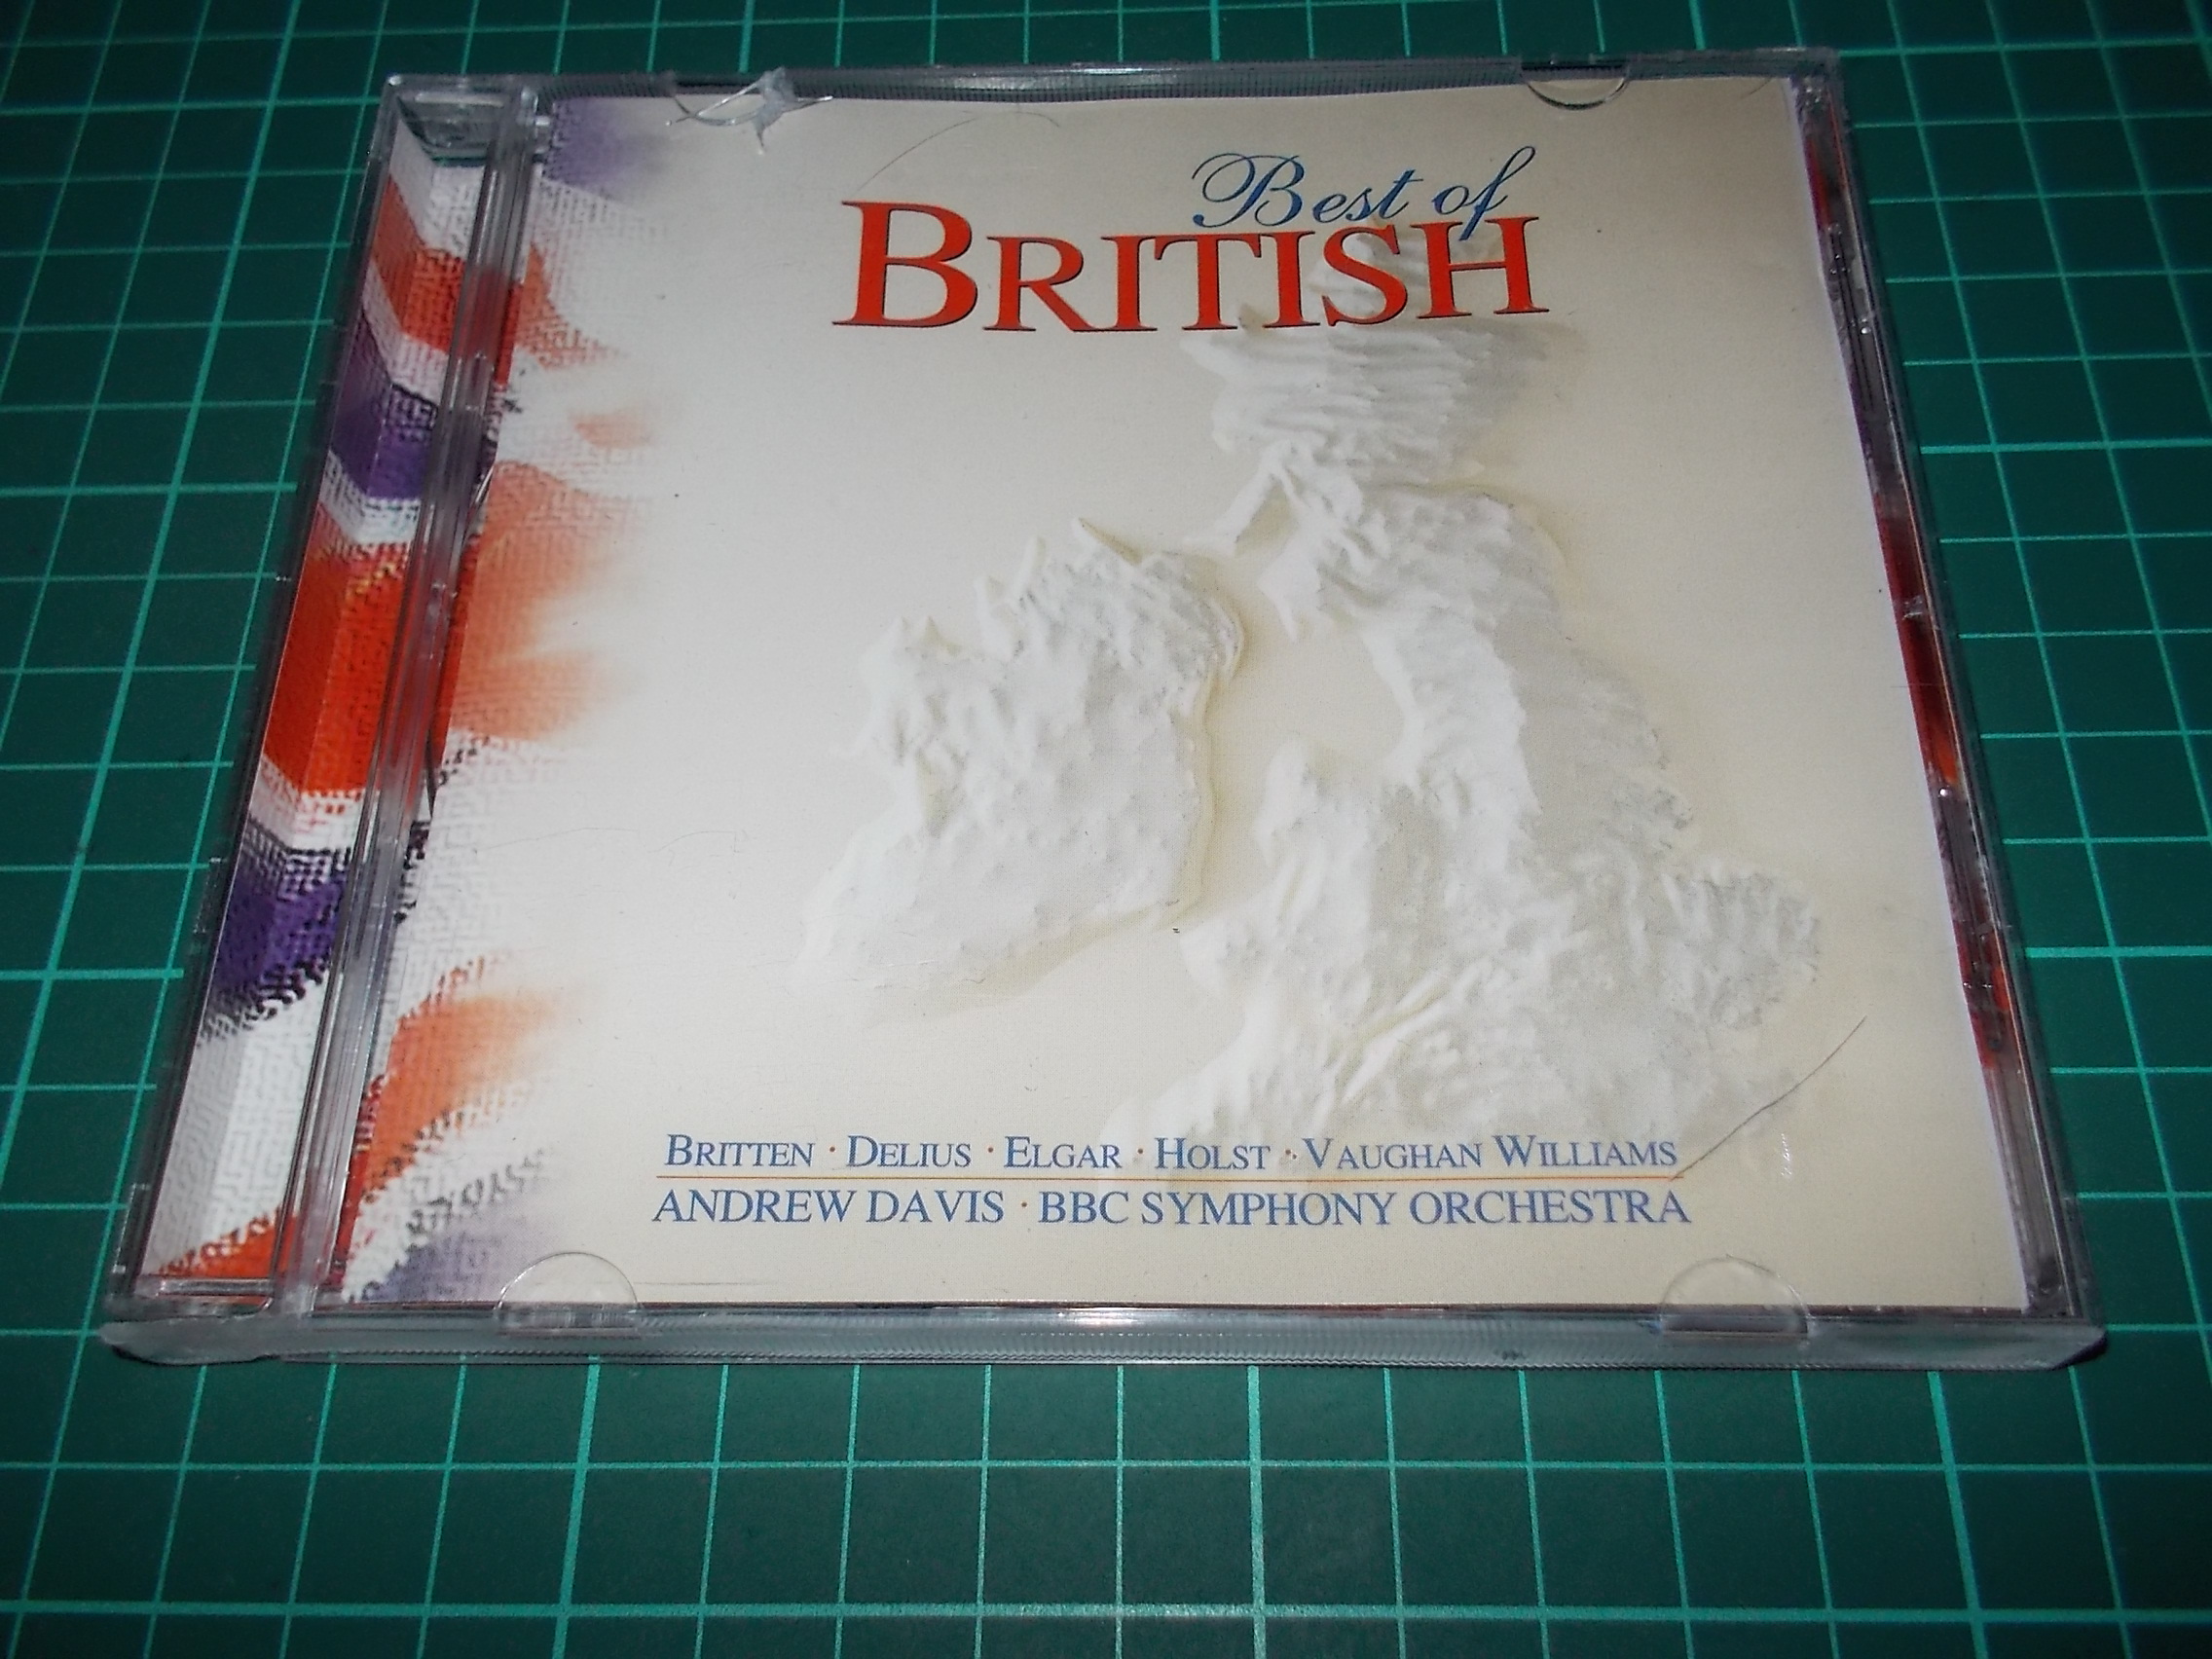 Best of
BRITISH
BRITTEN · DELIUS · ELGAR · HOLST · VAUGHAN WILLIAMS
ANDREW DAVIS · BBC SYMPHONY ORCHESTRA